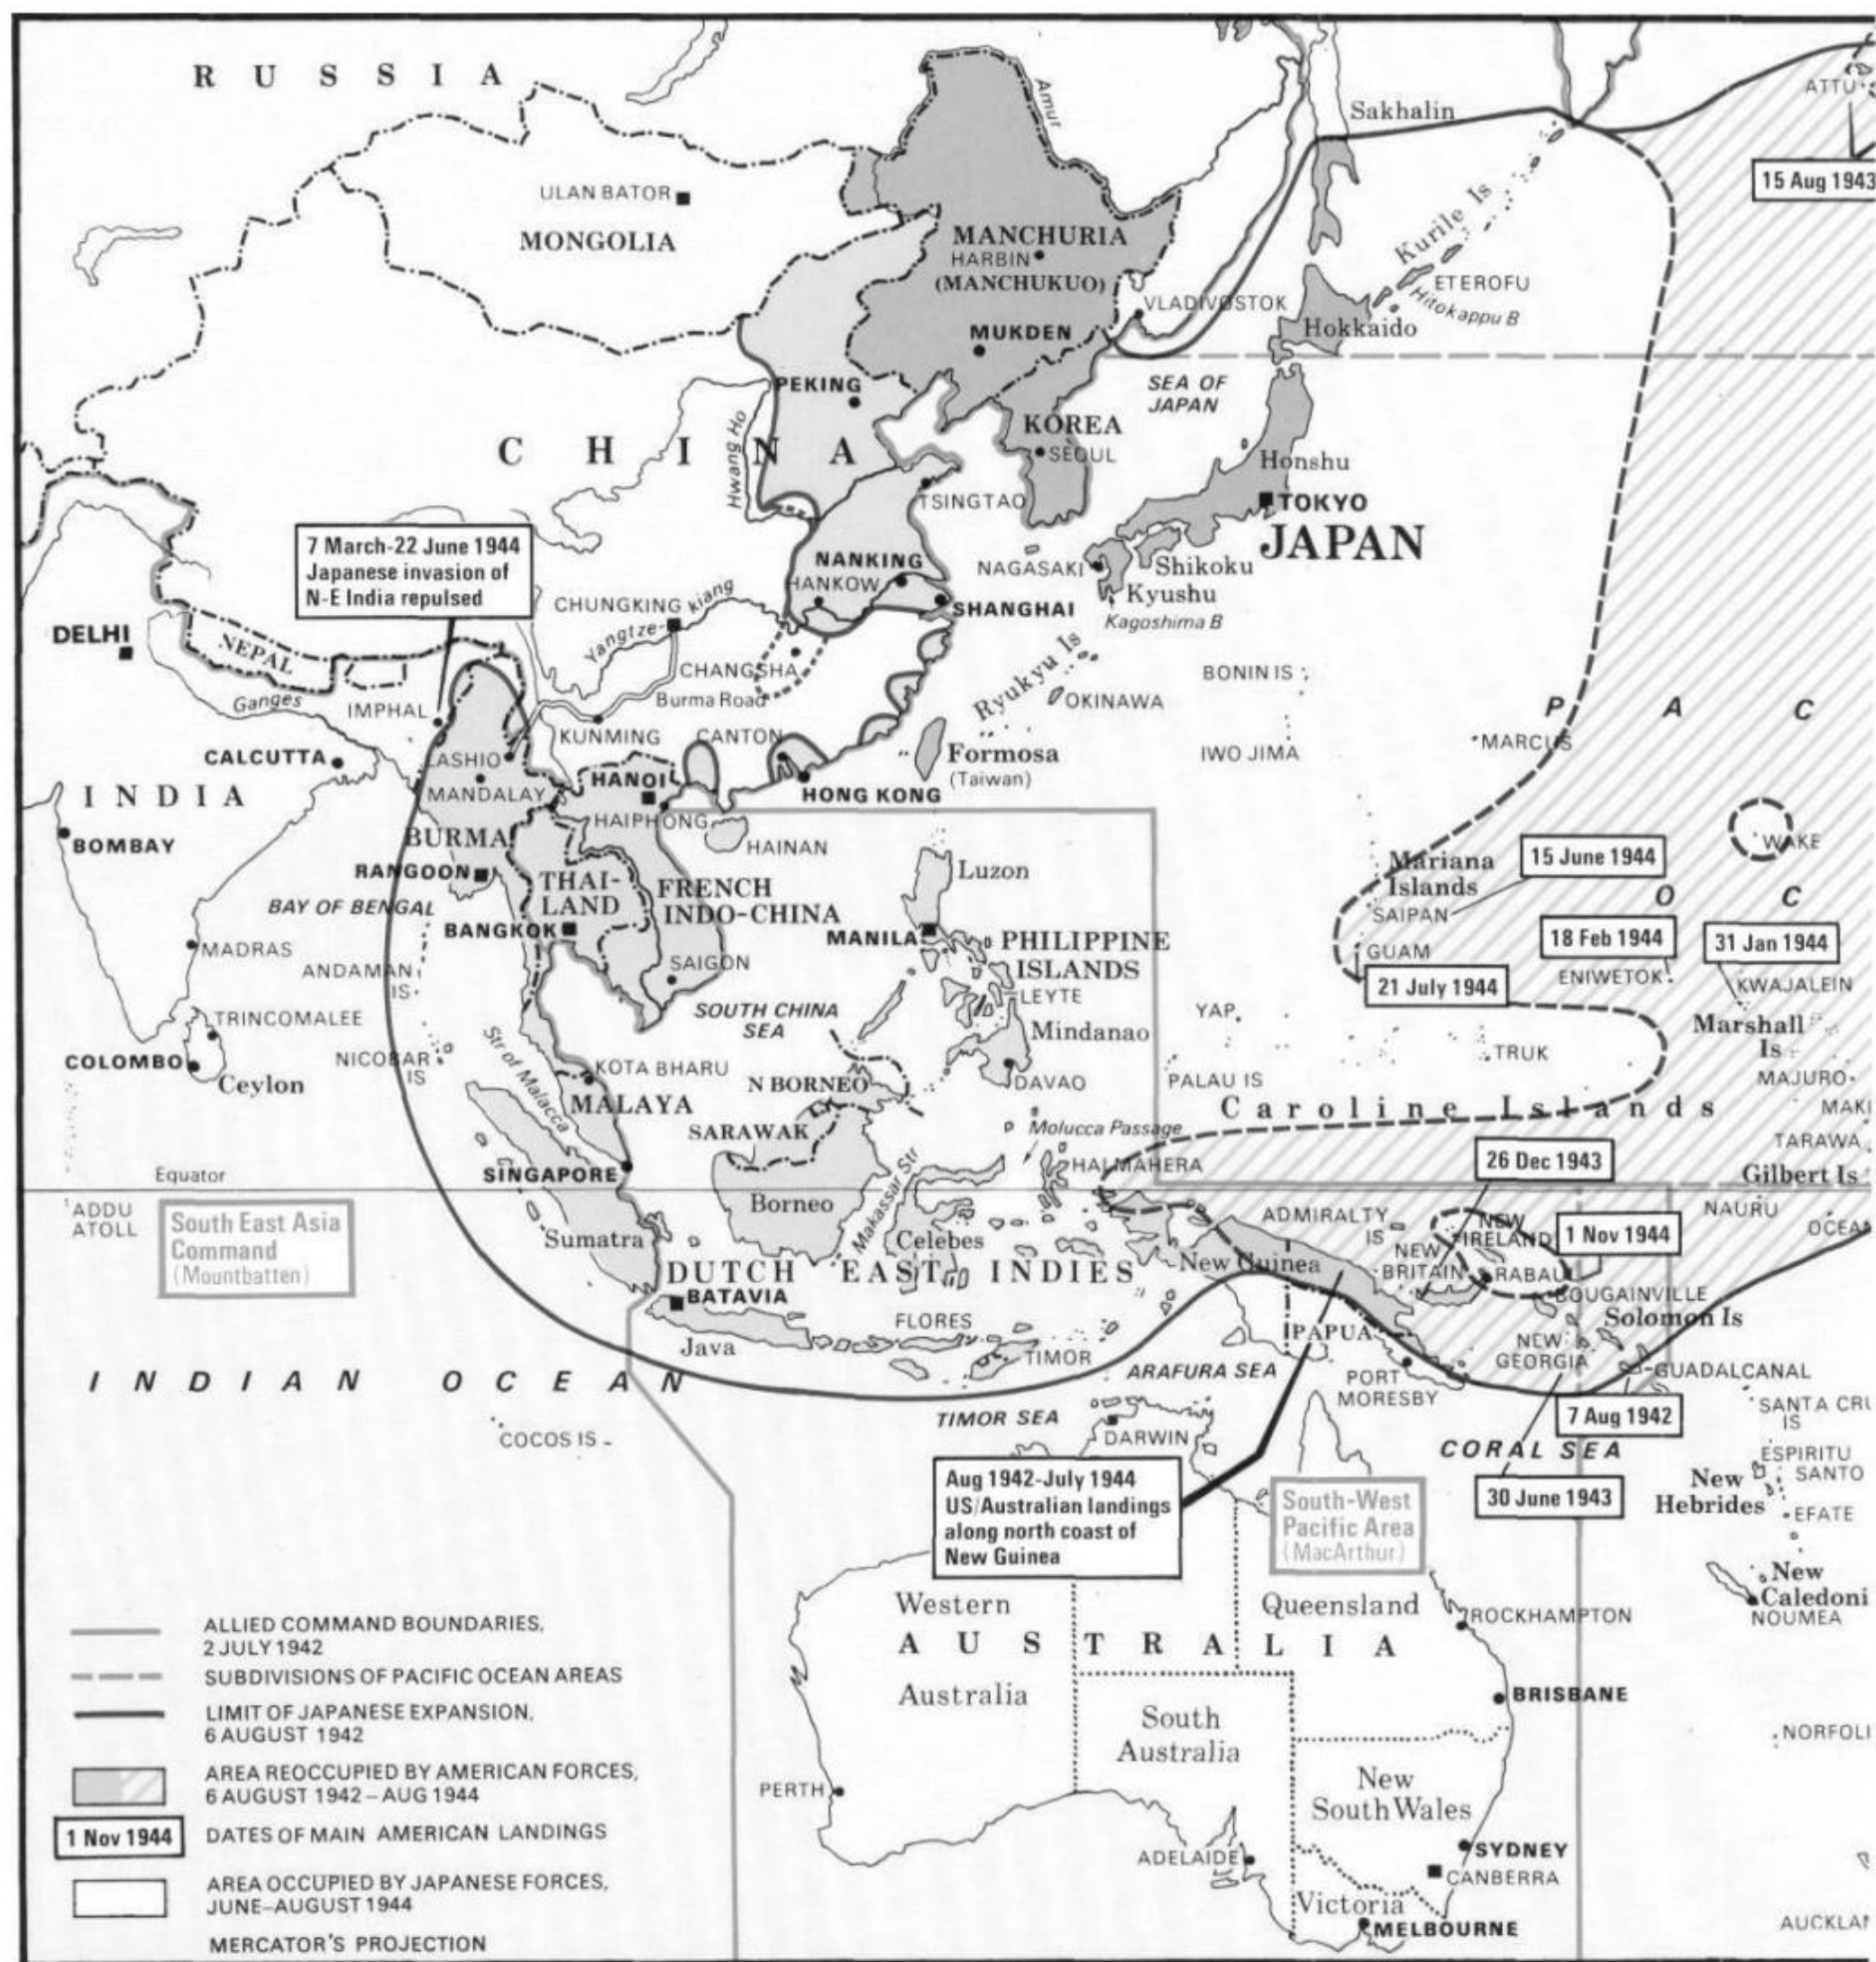 RUSSIA
Amur
Sakhalin
ATTU
15 Aug 1943
ULAN BATOR
MONGOLIA
MANCHURIA
HARBIN
(MANCHUKUO)
MUKDEN
VLADIVOSTOK
Kurile Is
ETEROFU
Hitokappu B
Hokkaido
PEKING
SEA OF
JAPAN
Hwang Ho
CHINA
KOREA
SEOUL
Honshu
TSINGTAO
TOKYO
JAPAN
7 March-22 June 1944
Japanese invasion of
N-E India repulsed
NANKING
HANKOW
NAGASAKI
Shikoku
Kyushu
Kagoshima B
SHANGHAI
CHUNGKING
Yangtze-kiang
DELHI
NEPAL
Ganges
IMPHAL
CHANGSHA
Burma Road
Ryukyu Is
OKINAWA
BONIN IS
PAC
KUNMING
CANTON
MARCUS
IWO JIMA
CALCUTTA
LASHIO
Formosa
(Taiwan)
HANOI
MANDALAY
HONG KONG
INDIA
HAIPHONG
BOMBAY
BURMA
HAINAN
WAKE
RANGOON
THAI-
LAND
FRENCH
INDO-CHINA
Luzon
Mariana
Islands
15 June 1944
SAIPAN
OC
BAY OF BENGAL
BANGKOK
MANILA
PHILIPPINE
ISLANDS
18 Feb 1944
31 Jan 1944
MADRAS
GUAM
ANDAMAN
IS
SAIGON
21 July 1944
ENIWETOK
KWAJALEIN
LEYTE
TRINCOMALEE
SOUTH CHINA
SEA
YAP
Marshall
Is
Mindanao
COLOMBO
Ceylon
NICOBAR
IS
Str of Malacca
KOTA BHARU
TRUK
N BORNEO
DAVAO
PALAU IS
MAJURO
MALAYA
Caroline Islands
MAKI
SARAWAK
Molucca Passage
TARAWA
SINGAPORE
HALMAHERA
26 Dec 1943
Gilbert Is
Equator
ADDU
ATOLL
South East Asia
Command
(Mountbatten)
Borneo
Makassar Str
NAURU
Sumatra
Celebes
ADMIRALTY
IS
NEW
IRELAND
1 Nov 1944
OCEAN
New Guinea
NEW
BRITAIN
RABAUL
DUTCH EAST INDIES
BATAVIA
BOUGAINVILLE
Solomon Is
Java
FLORES
PAPUA
TIMOR
ARAFURA SEA
NEW
GEORGIA
GUADALCANAL
INDIAN OCEAN
PORT
MORESBY
7 Aug 1942
SANTA CRU
IS
COCOS IS
TIMOR SEA
DARWIN
CORAL SEA
ESPIRITU
SANTO
Aug 1942-July 1944
US/Australian landings
along north coast of
New Guinea
South-West
Pacific Area
(MacArthur)
30 June 1943
New
Hebrides
EFATE
New
Caledoni
NOUMEA
Western
Australia
Queensland
ROCKHAMPTON
AUSTRALIA
BRISBANE
South
Australia
NORFOL
PERTH
New
South Wales
SYDNEY
CANBERRA
ADELAIDE
Victoria
MELBOURNE
AUCKLAN
ALLIED COMMAND BOUNDARIES,
2 JULY 1942
SUBDIVISIONS OF PACIFIC OCEAN AREAS
LIMIT OF JAPANESE EXPANSION,
6 AUGUST 1942
AREA REOCCUPIED BY AMERICAN FORCES,
6 AUGUST 1942 – AUG 1944
1 Nov 1944
DATES OF MAIN AMERICAN LANDINGS
AREA OCCUPIED BY JAPANESE FORCES,
JUNE–AUGUST 1944
MERCATOR'S PROJECTION